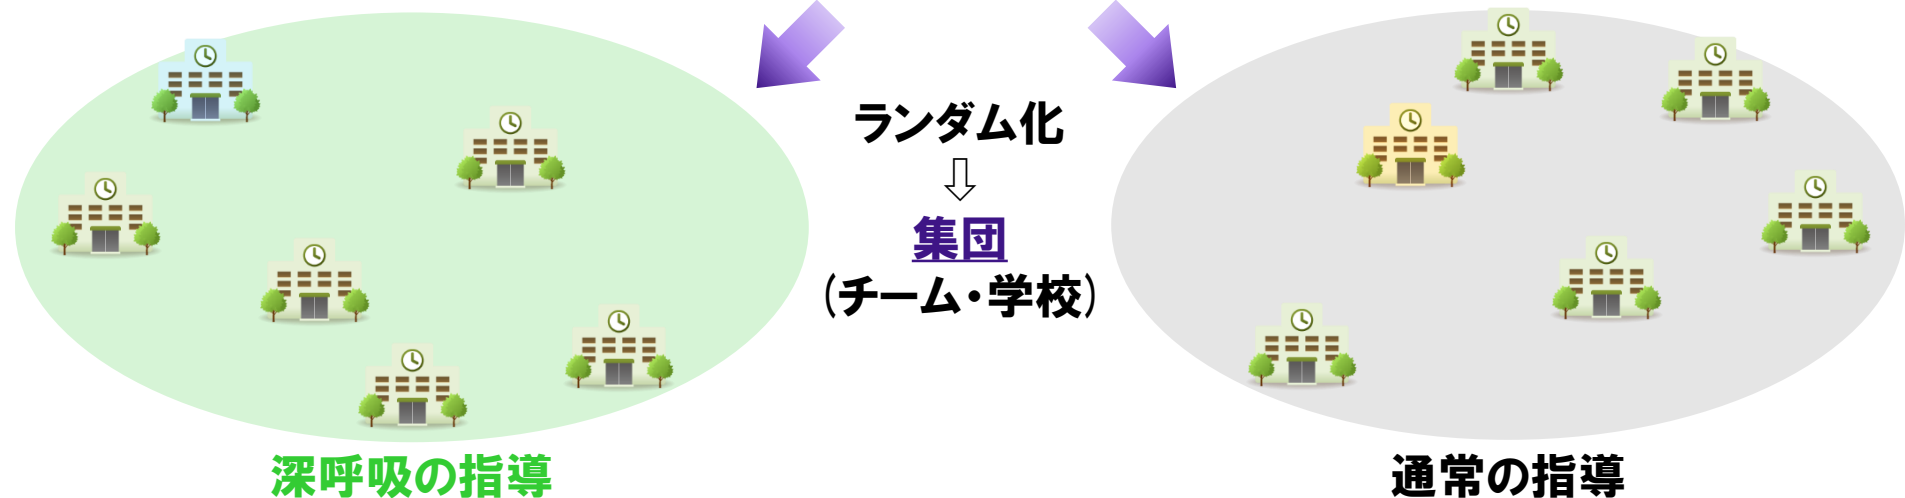 ランダム化
集団
(チーム・学校)
深呼吸の指導
通常の指導